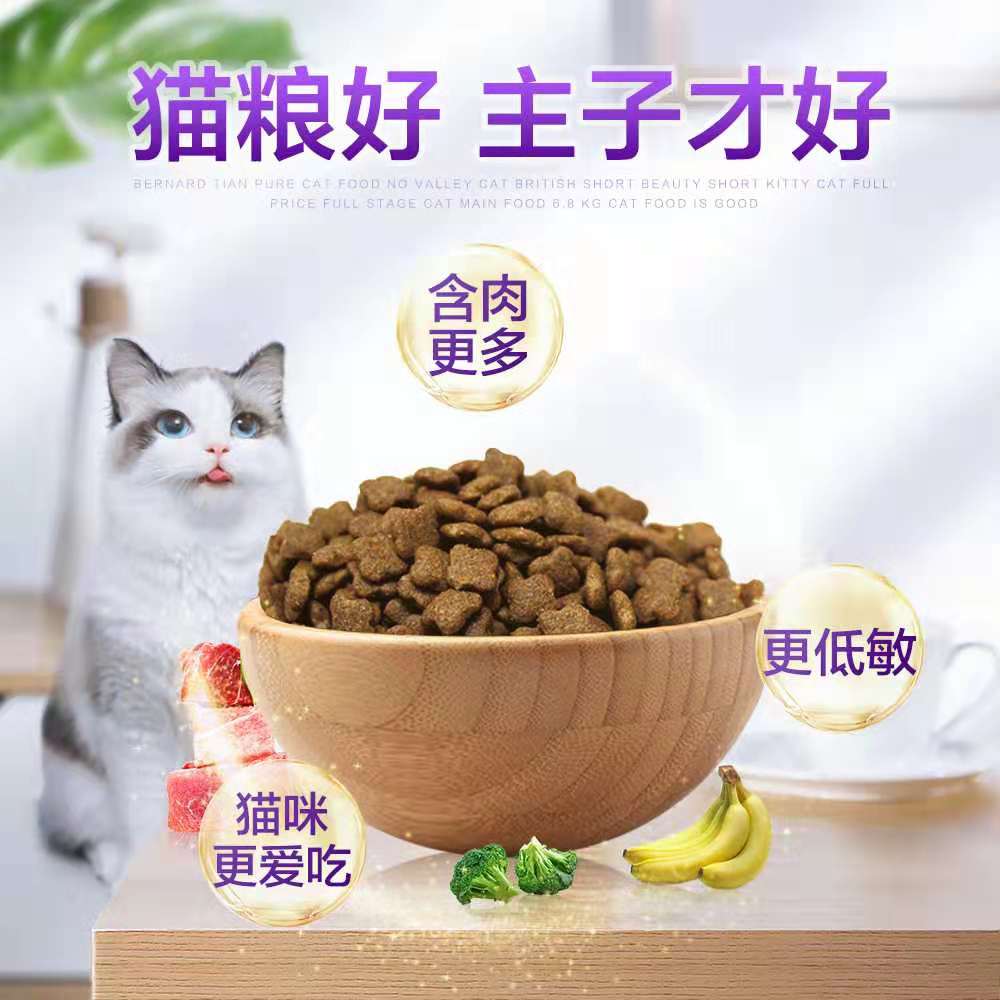 猫粮好 主子才好
BERNARD TIAN PURE CAT FOOD NO VALLEY CAT BRITISH SHORT BEAUTY SHORT KITTY CAT FULL
PRICE FULL STAGE CAT MAIN FOOD 6.8 KG CAT FOOD IS GOOD
含肉
更多
更低敏
猫咪
更爱吃